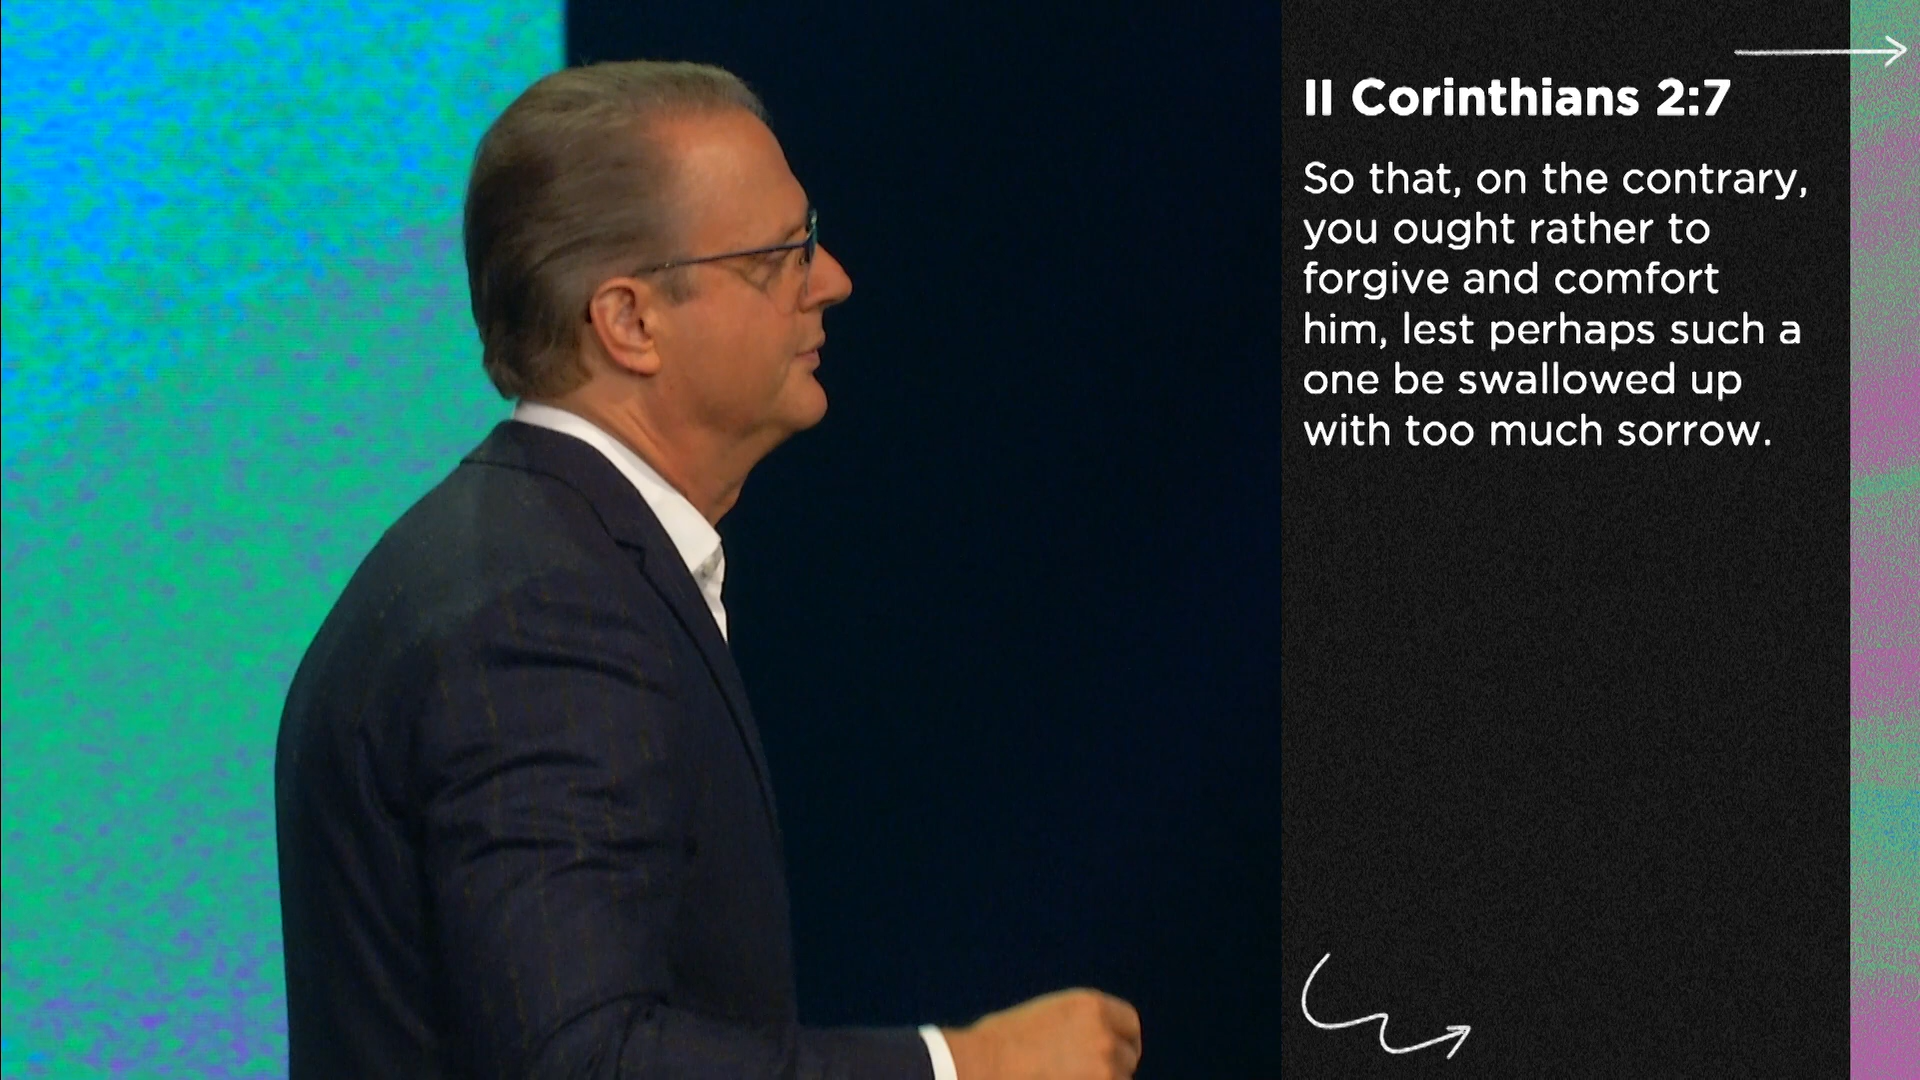 II Corinthians 2:7
So that, on the contrary,
you ought rather to
forgive and comfort
him, lest perhaps such a
one be swallowed up
with too much sorrow.